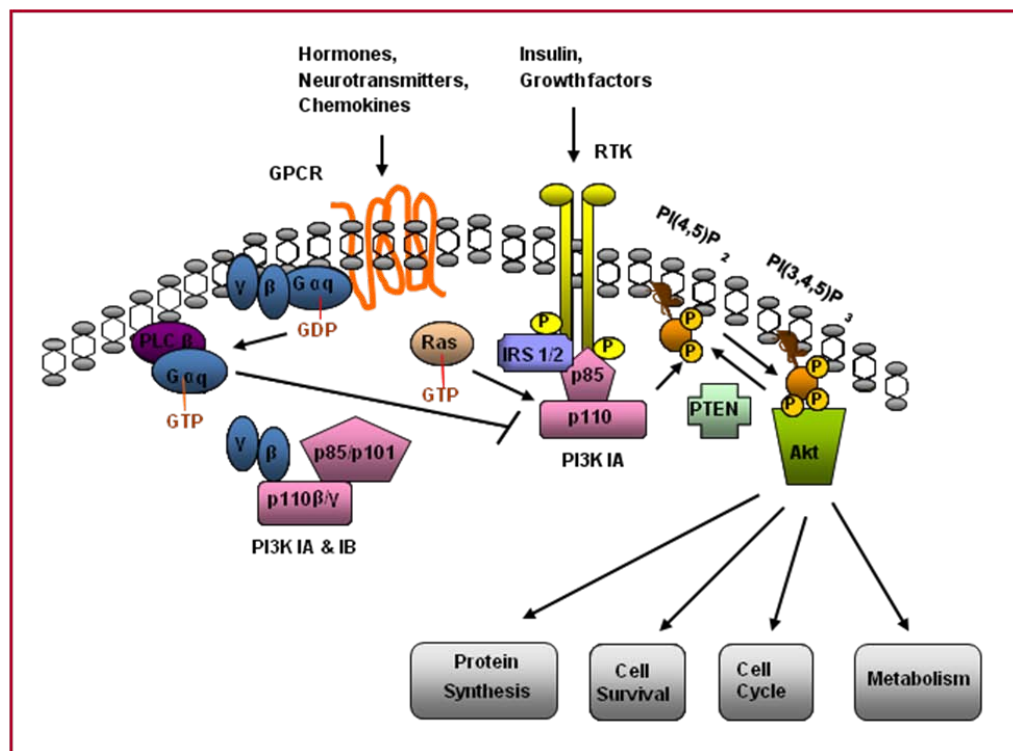 Hormones,
Neurotransmitters,
Chemokines
Insulin,
Growth factors
GPCR
RTK
PI(4,5)P
2
PI(3,4,5)P
3
γ
β
Gαq
GDP
PLC β
Gαq
GTP
Ras
GTP
P
IRS 1/2
P
p85
p110
PI3K IA
P
P
PTEN
P
P
P
Akt
γ
β
p85/p101
p110β/γ
PI3K IA & IB
Protein
Synthesis
Cell
Survival
Cell
Cycle
Metabolism